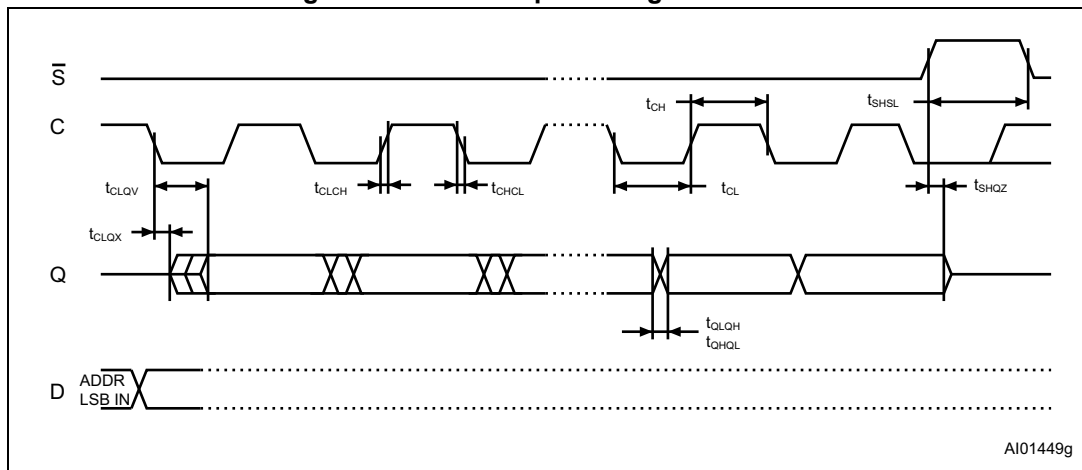 S̅
C
Q
D
ADDR
LSB IN
tCLQV
tCLQX
tCLCH
tCHCL
tCH
tCL
tSHSL
tSHQZ
tQLQH
tQHQL
AI01449g